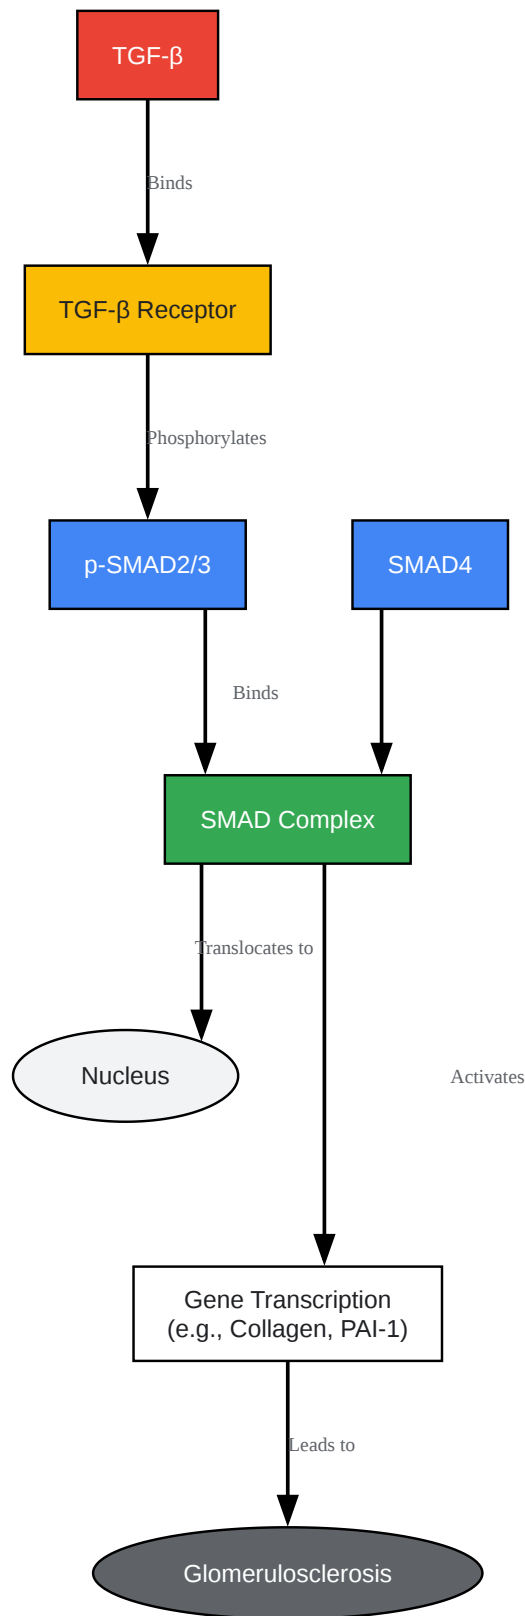 TGF-β
Binds
TGF-β Receptor
Phosphorylates
p-SMAD2/3
SMAD4
Binds
SMAD Complex
Translocates to
Nucleus
Activates
Gene Transcription
(e.g., Collagen, PAI-1)
Leads to
Glomerulosclerosis